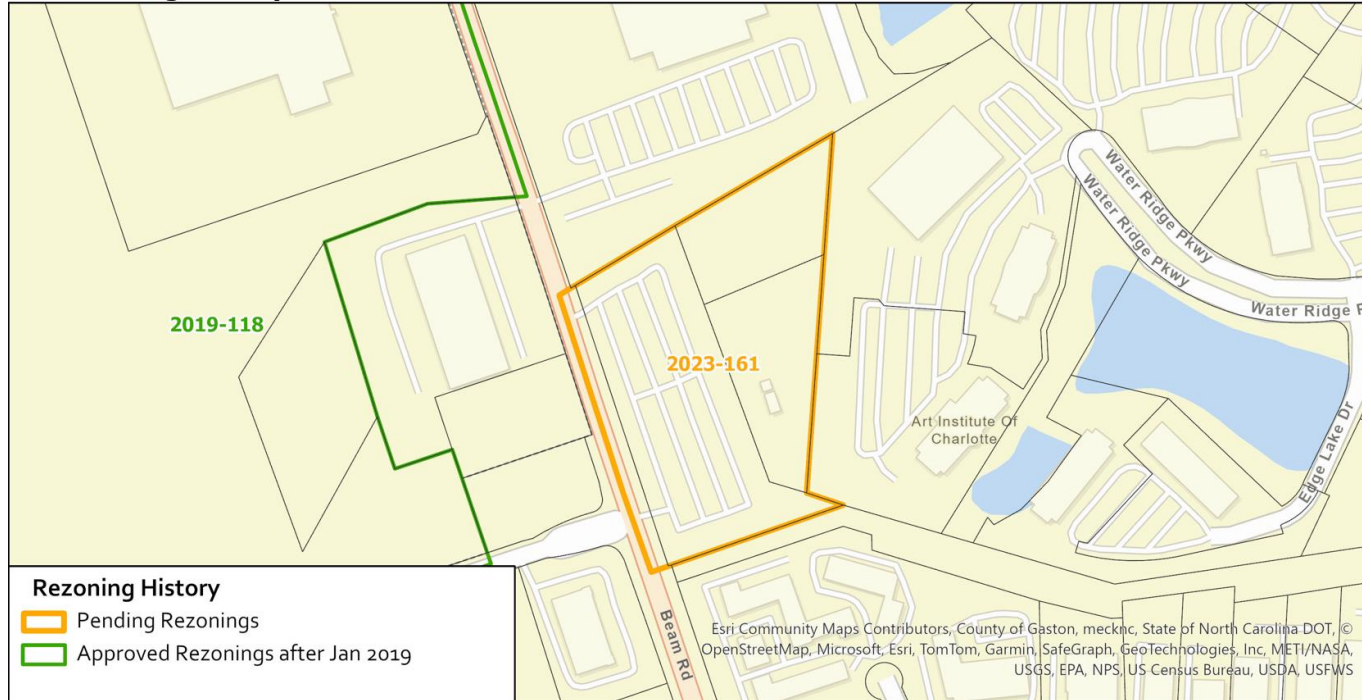 2019-118
2023-161
Water Ridge Pkwy
Water Ridge Pkwy
Water Ridge P
Art Institute Of
Charlotte
Edge Lake Dr
Beam Rd
Rezoning History
Pending Rezonings
Approved Rezonings after Jan 2019
Esri Community Maps Contributors, County of Gaston, mecknc, State of North Carolina DOT, ©
OpenStreetMap, Microsoft, Esri, TomTom, Garmin, SafeGraph, GeoTechnologies, Inc, METI/NASA,
USGS, EPA, NPS, US Census Bureau, USDA, USFWS